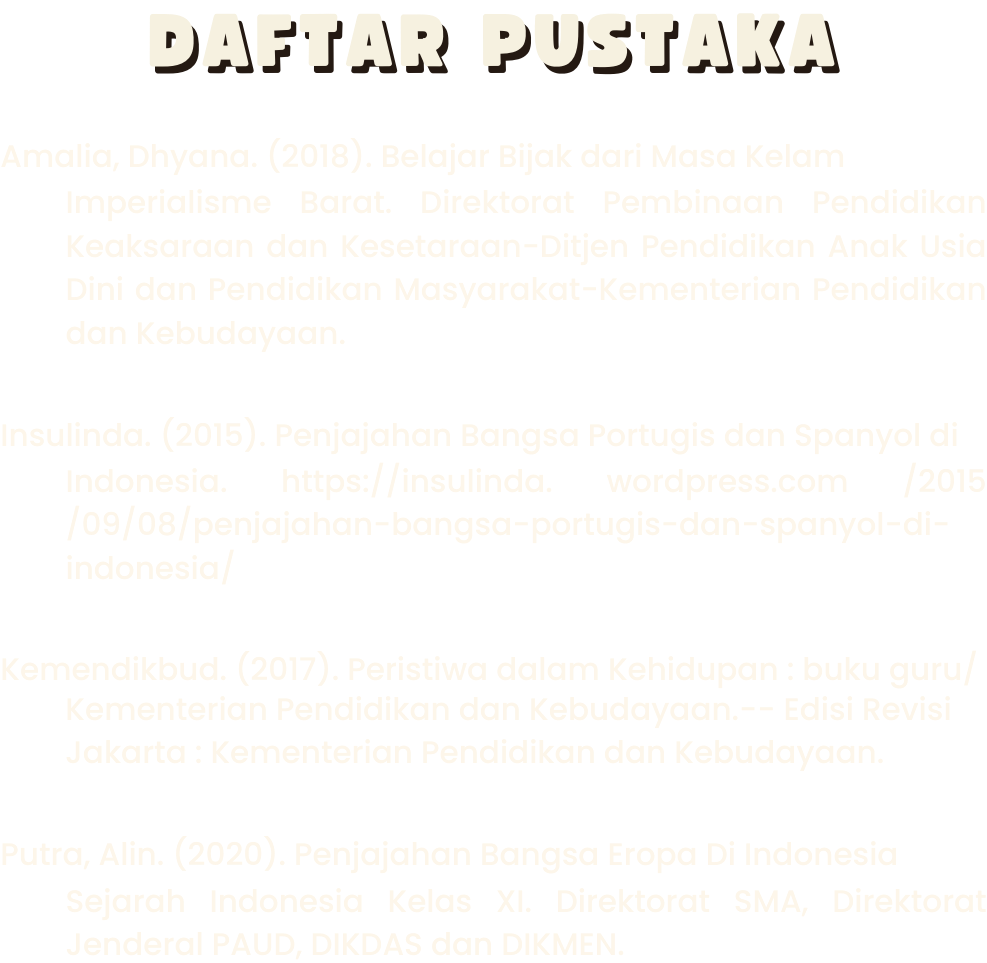 DAFTAR PUSTAKA
Amalia, Dhyana. (2018). Belajar Bijak dari Masa Kelam
Imperialisme Barat. Direktorat Pembinaan Pendidikan
Keaksaraan dan Kesetaraan-Ditjen Pendidikan Anak Usia
Dini dan Pendidikan Masyarakat-Kementerian Pendidikan
dan Kebudayaan.
Insulinda. (2015). Penjajahan Bangsa Portugis dan Spanyol di
Indonesia. https://insulinda. wordpress.com /2015
/09/08/penjajahan-bangsa-portugis-dan-spanyol-di-
indonesia/
Kemendikbud. (2017). Peristiwa dalam Kehidupan : buku guru/
Kementerian Pendidikan dan Kebudayaan.-- Edisi Revisi
Jakarta : Kementerian Pendidikan dan Kebudayaan.
Putra, Alin. (2020). Penjajahan Bangsa Eropa Di Indonesia
Sejarah Indonesia Kelas XI. Direktorat SMA, Direktorat
Jenderal PAUD, DIKDAS dan DIKMEN.